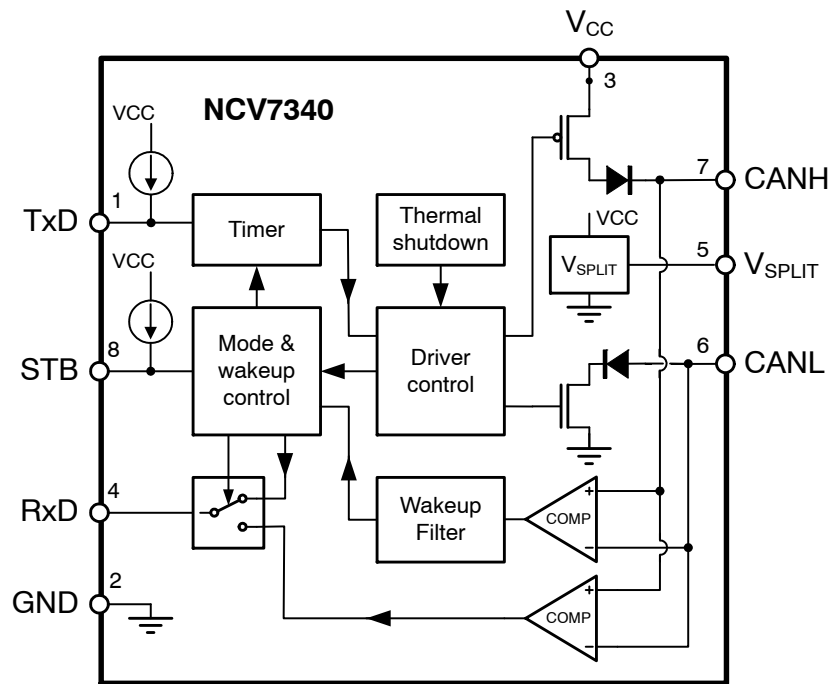 VCC
3
NCV7340
VCC
1
TxD
Timer
Thermal
shutdown
7
CANH
VCC
VSPLIT
5
VSPLIT
VCC
8
STB
Mode &
wakeup
control
Driver
control
6
CANL
4
RxD
Wakeup
Filter
+
COMP
−
2
GND
+
COMP
−